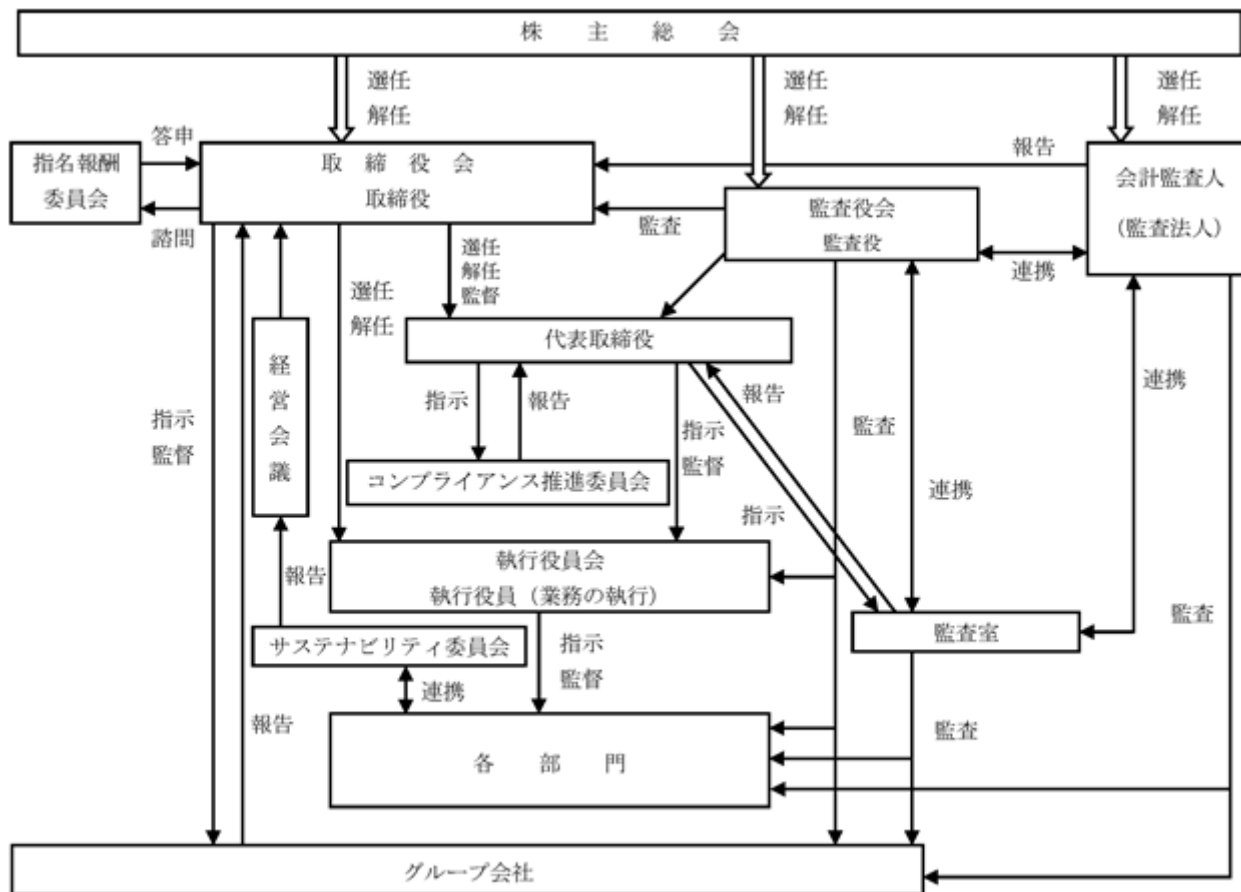 株　主　総　会
選任
解任
選任
解任
選任
解任
答申
指名報酬
委員会
諮問
取　締　役　会
取締役
報告
会計監査人
（監査法人）
監査
監査役会
監査役
連携
選任
解任
選任
解任
監督
代表取締役
経
営
会
議
指示
監督
指示
報告
指示
監督
報告
監査
連携
コンプライアンス推進委員会
指示
連携
執行役員会
執行役員（業務の執行）
報告
サステナビリティ委員会
指示
監督
監査室
監査
連携
報告
各　部　門
監査
グループ会社